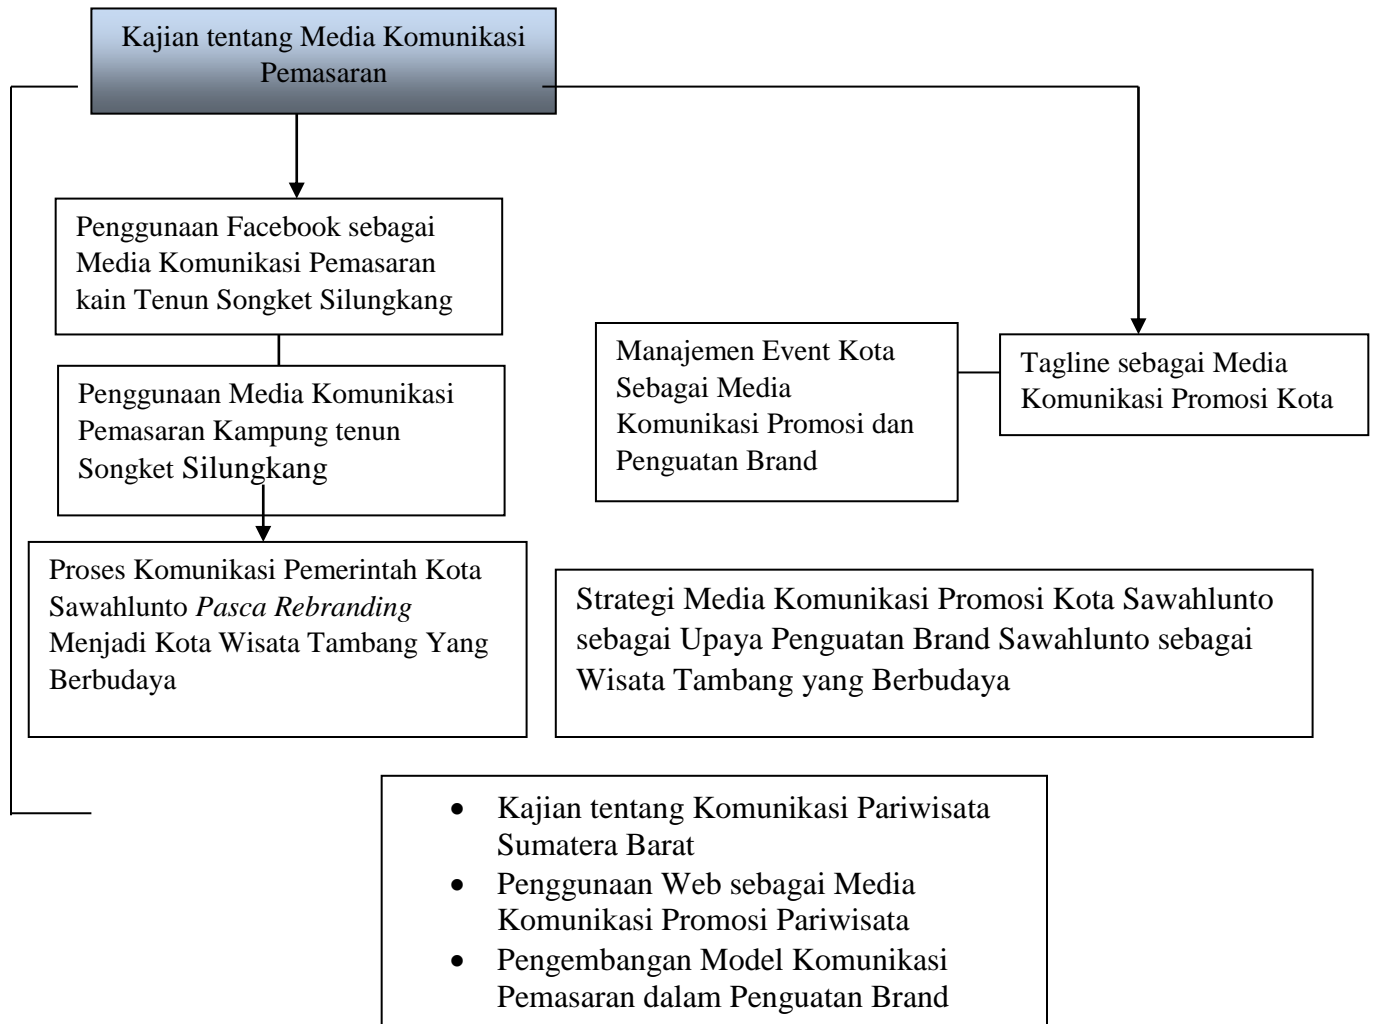 Kajian tentang Media Komunikasi
Pemasaran
Penggunaan Facebook sebagai
Media Komunikasi Pemasaran
kain Tenun Songket Silungkang
Penggunaan Media Komunikasi
Pemasaran Kampung tenun
Songket Silungkang
Proses Komunikasi Pemerintah Kota
Sawahlunto Pasca Rebranding
Menjadi Kota Wisata Tambang Yang
Berbudaya
Manajemen Event Kota
Sebagai Media
Komunikasi Promosi dan
Penguatan Brand
Tagline sebagai Media
Komunikasi Promosi Kota
Strategi Media Komunikasi Promosi Kota Sawahlunto
sebagai Upaya Penguatan Brand Sawahlunto sebagai
Wisata Tambang yang Berbudaya
• Kajian tentang Komunikasi Pariwisata
Sumatera Barat
• Penggunaan Web sebagai Media
Komunikasi Promosi Pariwisata
• Pengembangan Model Komunikasi
Pemasaran dalam Penguatan Brand